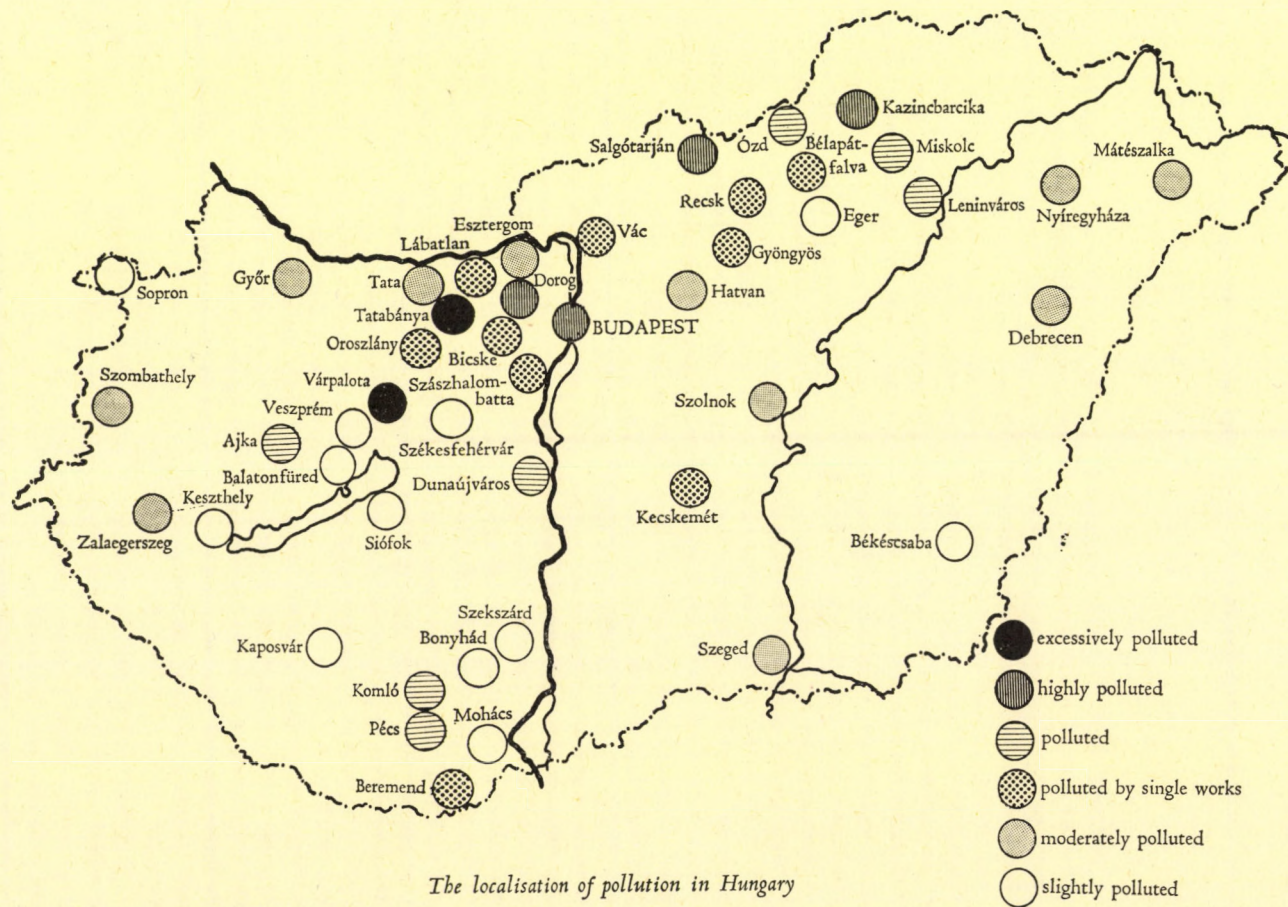 Kazincbarcika
Salgótarján
Ózd
Bélapát-
falva
Miskolc
Mátészalka
Recsk
Eger
Leninváros
Nyíregyháza
Esztergom
Lábatlan
Vác
Gyöngyös
Sopron
Győr
Tata
Dorog
Hatvan
Tatabánya
BUDAPEST
Oroszlány
Bicske
Debrecen
Szombathely
Várpalota
Szászhalom-
batta
Szolnok
Veszprém
Ajka
Székesfehérvár
Balatonfüred
Dunaújváros
Keszthely
Kecskemét
Zalaegerszeg
Siófok
Békéscsaba
Szekszárd
Bonyhád
Kaposvár
Szeged
Komló
Mohács
Pécs
Beremend
excessively polluted
highly polluted
polluted
polluted by single works
moderately polluted
slightly polluted
The localisation of pollution in Hungary